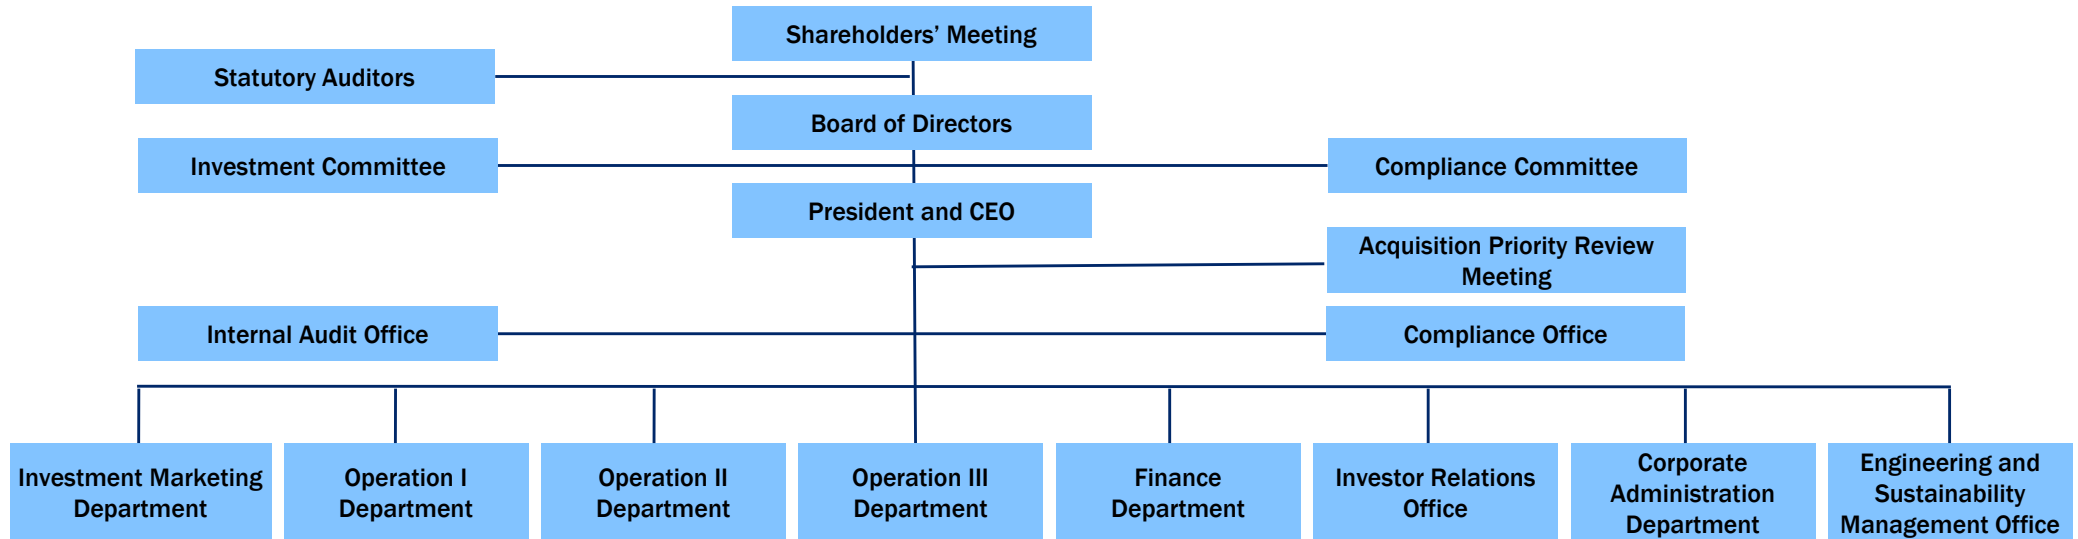 Shareholders’ Meeting
Statutory Auditors
Board of Directors
Investment Committee
Compliance Committee
President and CEO
Acquisition Priority Review
Meeting
Internal Audit Office
Compliance Office
Investment Marketing
Department
Operation I
Department
Operation II
Department
Operation III
Department
Finance
Department
Investor Relations
Office
Corporate
Administration
Department
Engineering and
Sustainability
Management Office